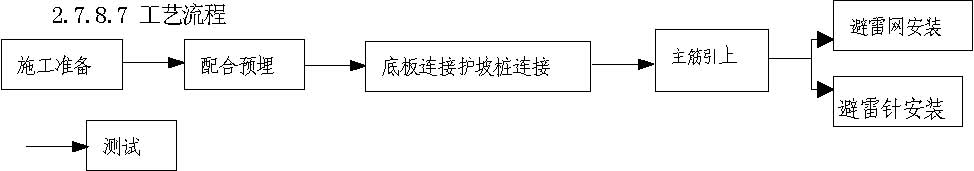 2.7.8.7 工艺流程
施工准备
配合预埋
底板连接护坡桩连接
主筋引上
避雷网安装
避雷针安装
测试